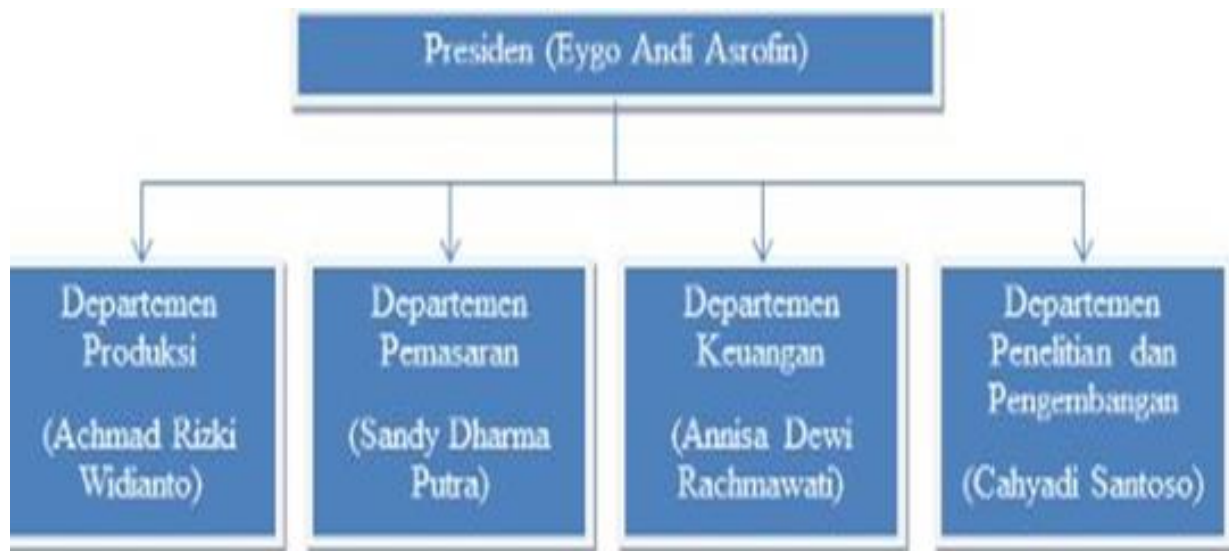 Presiden (Eygo Andi Asrofin)
Departemen
Produksi
(Achmad Rizki
Widianto)
Departemen
Pemasaran
(Sandy Dharma
Putra)
Departemen
Keuangan
(Annisa Dewi
Rachmawati)
Departemen
Penelitian dan
Pengembangan
(Cahyadi Santoso)